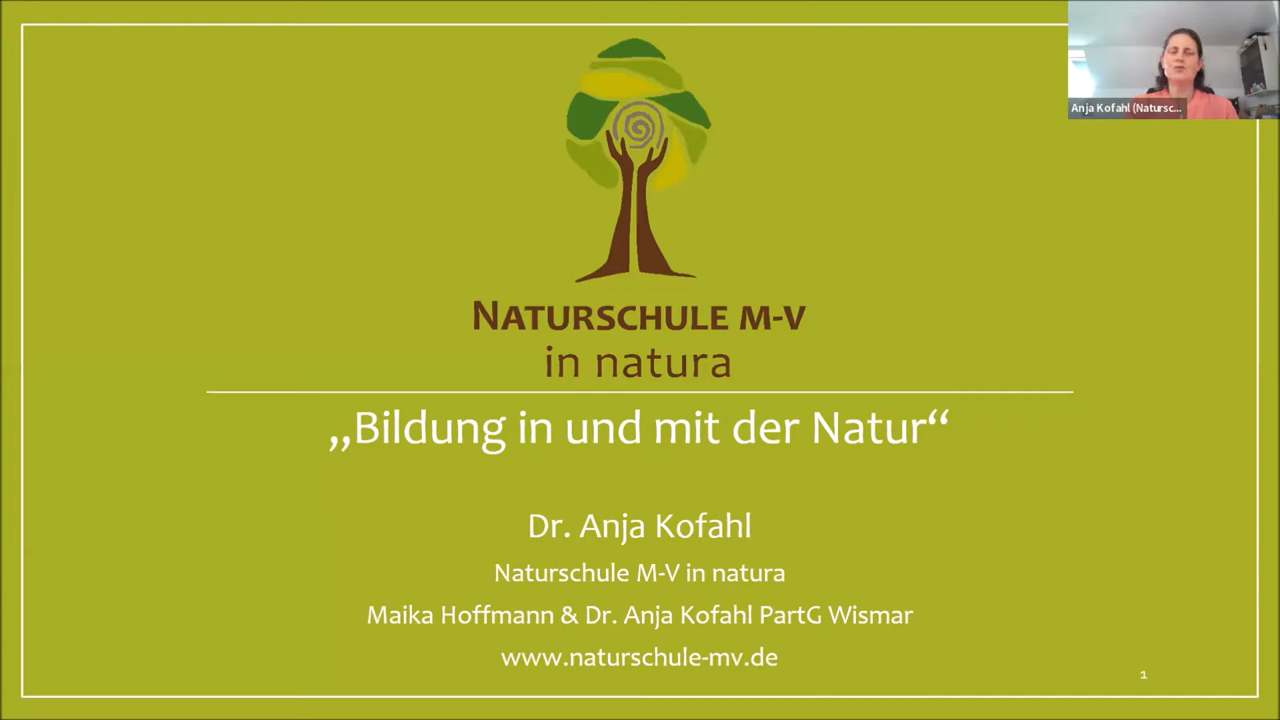 Anja Kofahl (Natursc...
NATURSCHULE M-V
in natura
„Bildung in und mit der Natur“
Dr. Anja Kofahl
Naturschule M-V in natura
Maika Hoffmann & Dr. Anja Kofahl PartG Wismar
www.naturschule-mv.de
1